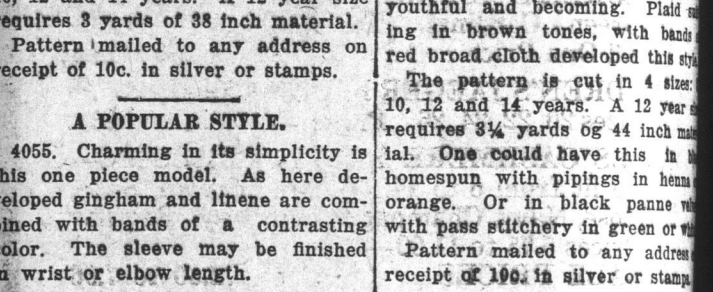 requires 3 yards of 38 inch material.
Pattern mailed to any address on
receipt of 10c. in silver or stamps.
A POPULAR STYLE.
4055. Charming in its simplicity is
this one piece model. As here de-
veloped gingham and linene are com-
bined with bands of a contrasting
color. The sleeve may be finished
in wrist or elbow length.
youthful and becoming. Plaid
ing in brown tones, with bands
red broad cloth developed this style.
The pattern is cut in 4 sizes:
10, 12 and 14 years. A 12 year
requires 3¼ yards og 44 inch mate
ial. One could have this in
homespun with pipings in henna
orange. Or in black panne
with pass stitchery in green or
Pattern mailed to any address
receipt of 10c. in silver or stamps